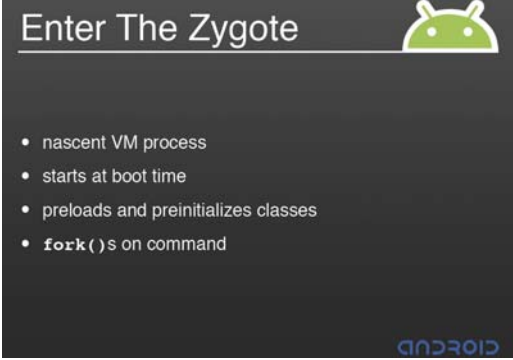 Enter The Zygote
• nascent VM process
• starts at boot time
• preloads and preinitializes classes
• fork()s on command
android